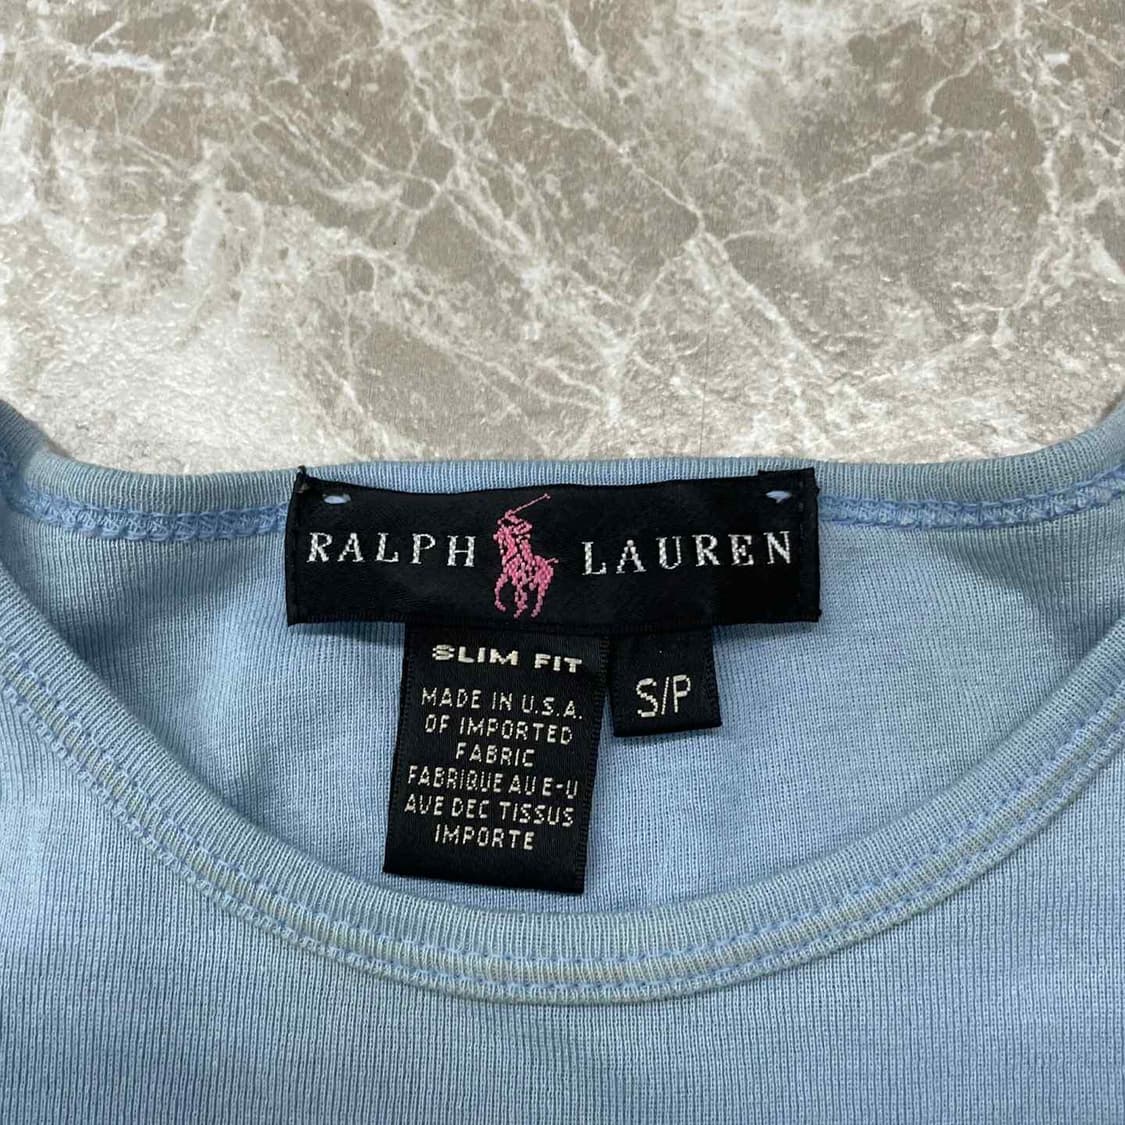 RALPH LAUREN
SLIM FIT
MADE IN U.S.A.
OF IMPORTED
FABRIC
FABRIQUE AU E-U
AVE DEC TISSUS
IMPORTE
S/P